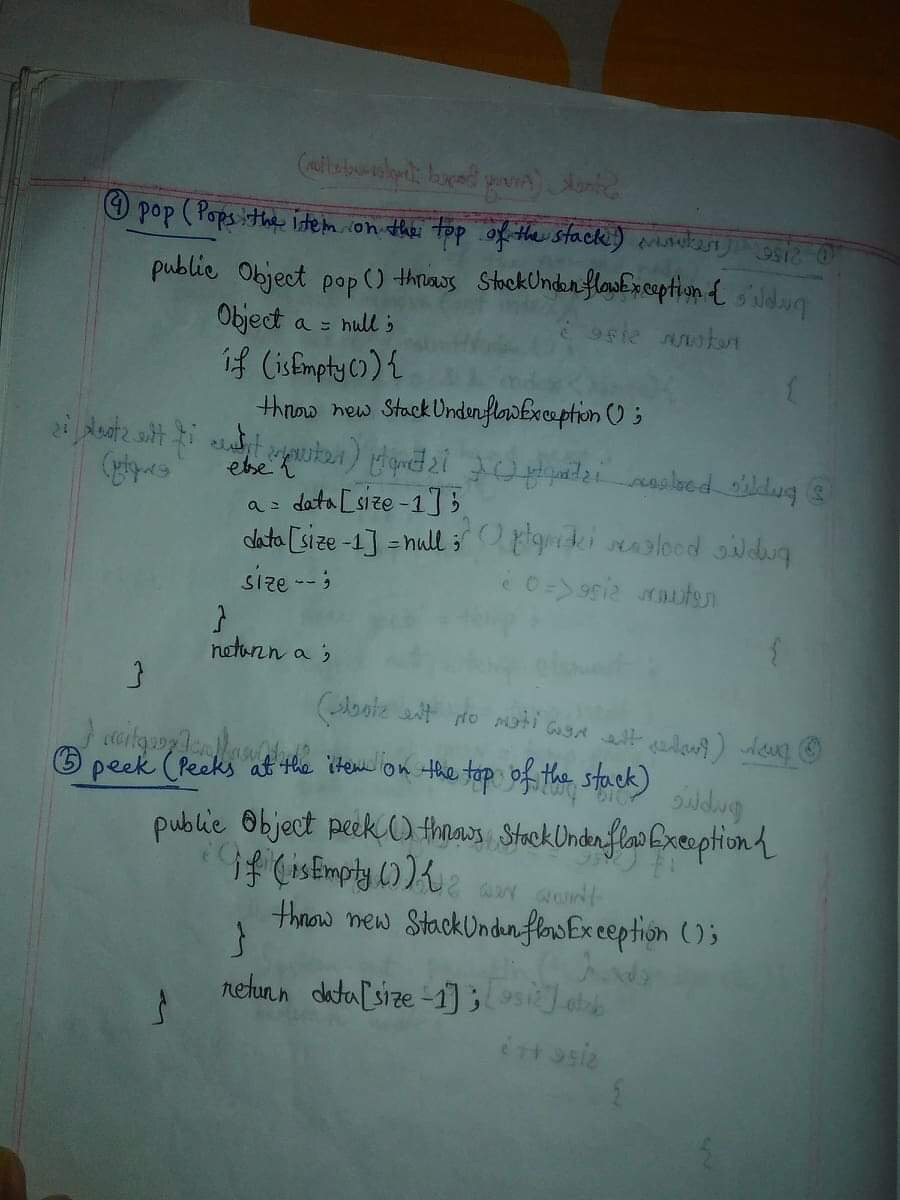 ④ pop (Pops the item on the top of the stack)
public Object pop () throws StackUnderflowException {
Object a = null ;
if (isEmpty ()) {
throw new StackUnderflowException () ;
}
else {
a = data [size -1] ;
data [size -1] = null ;
size -- ;
}
return a ;
}
⑤ peek (Peeks at the item on the top of the stack)
public Object peek () throws StackUnderflowException {
if (isEmpty ()) {
throw new StackUnderflowException () ;
}
return data [size -1] ;
}